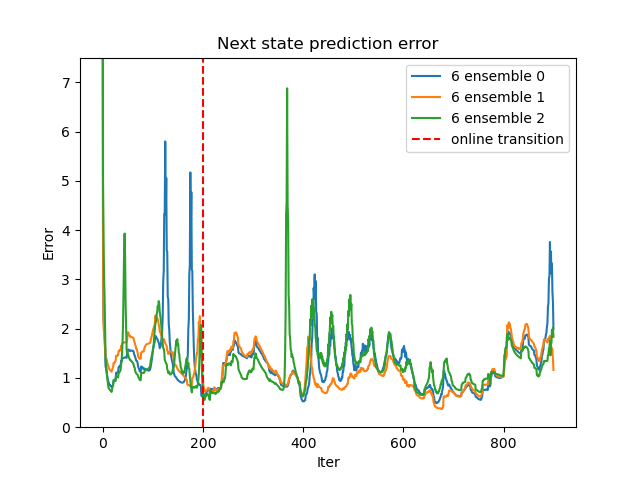 Next state prediction error
7
6
5
4
3
2
1
0
Error
6 ensemble 0
6 ensemble 1
6 ensemble 2
online transition
0 200 400 600 800
Iter